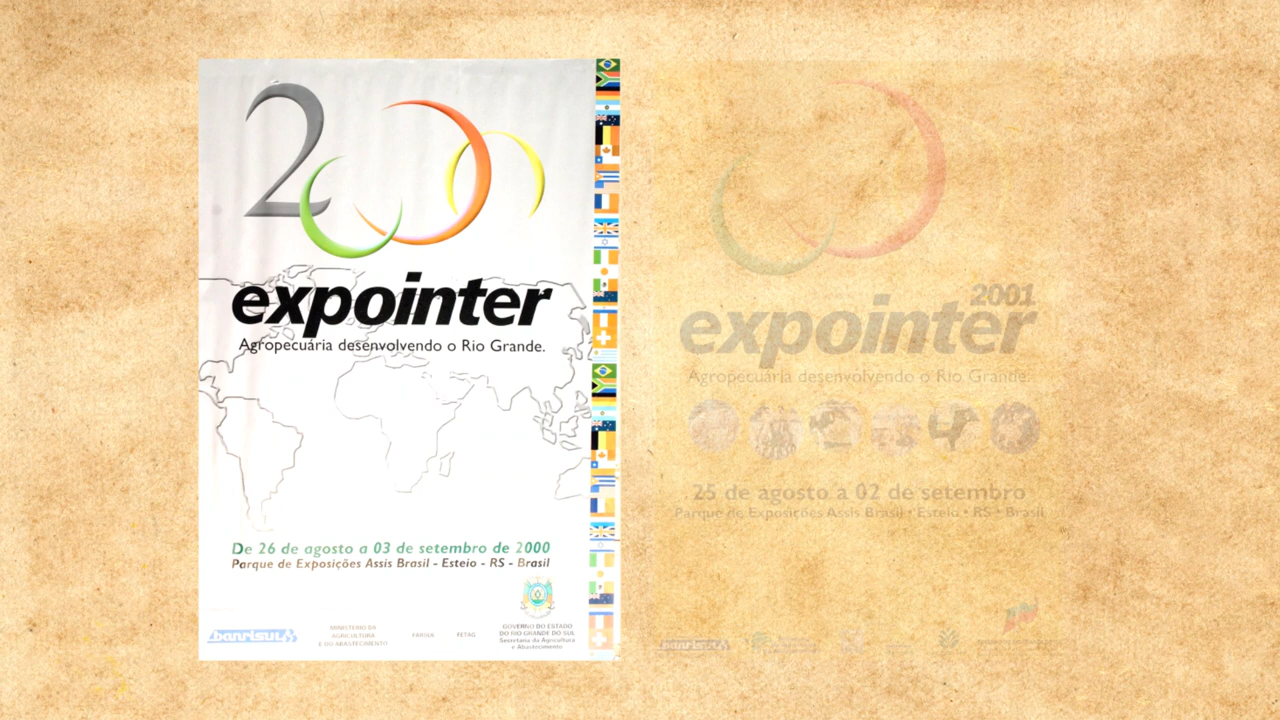 2000
expointer
Agropecuária desenvolvendo o Rio Grande.
De 26 de agosto a 03 de setembro de 2000
Parque de Exposições Assis Brasil - Esteio - RS - Brasil
banrisul
MINISTÉRIO DA
AGRICULTURA
E DO ABASTECIMENTO
FARSUL
FETAG
GOVERNO DO ESTADO
DO RIO GRANDE DO SUL
Secretaria da Agricultura
e Abastecimento
2001
expointer
Agropecuária desenvolvendo o Rio Grande.
25 de agosto a 02 de setembro
Parque de Exposições Assis Brasil • Esteio • RS • Brasil
banrisul